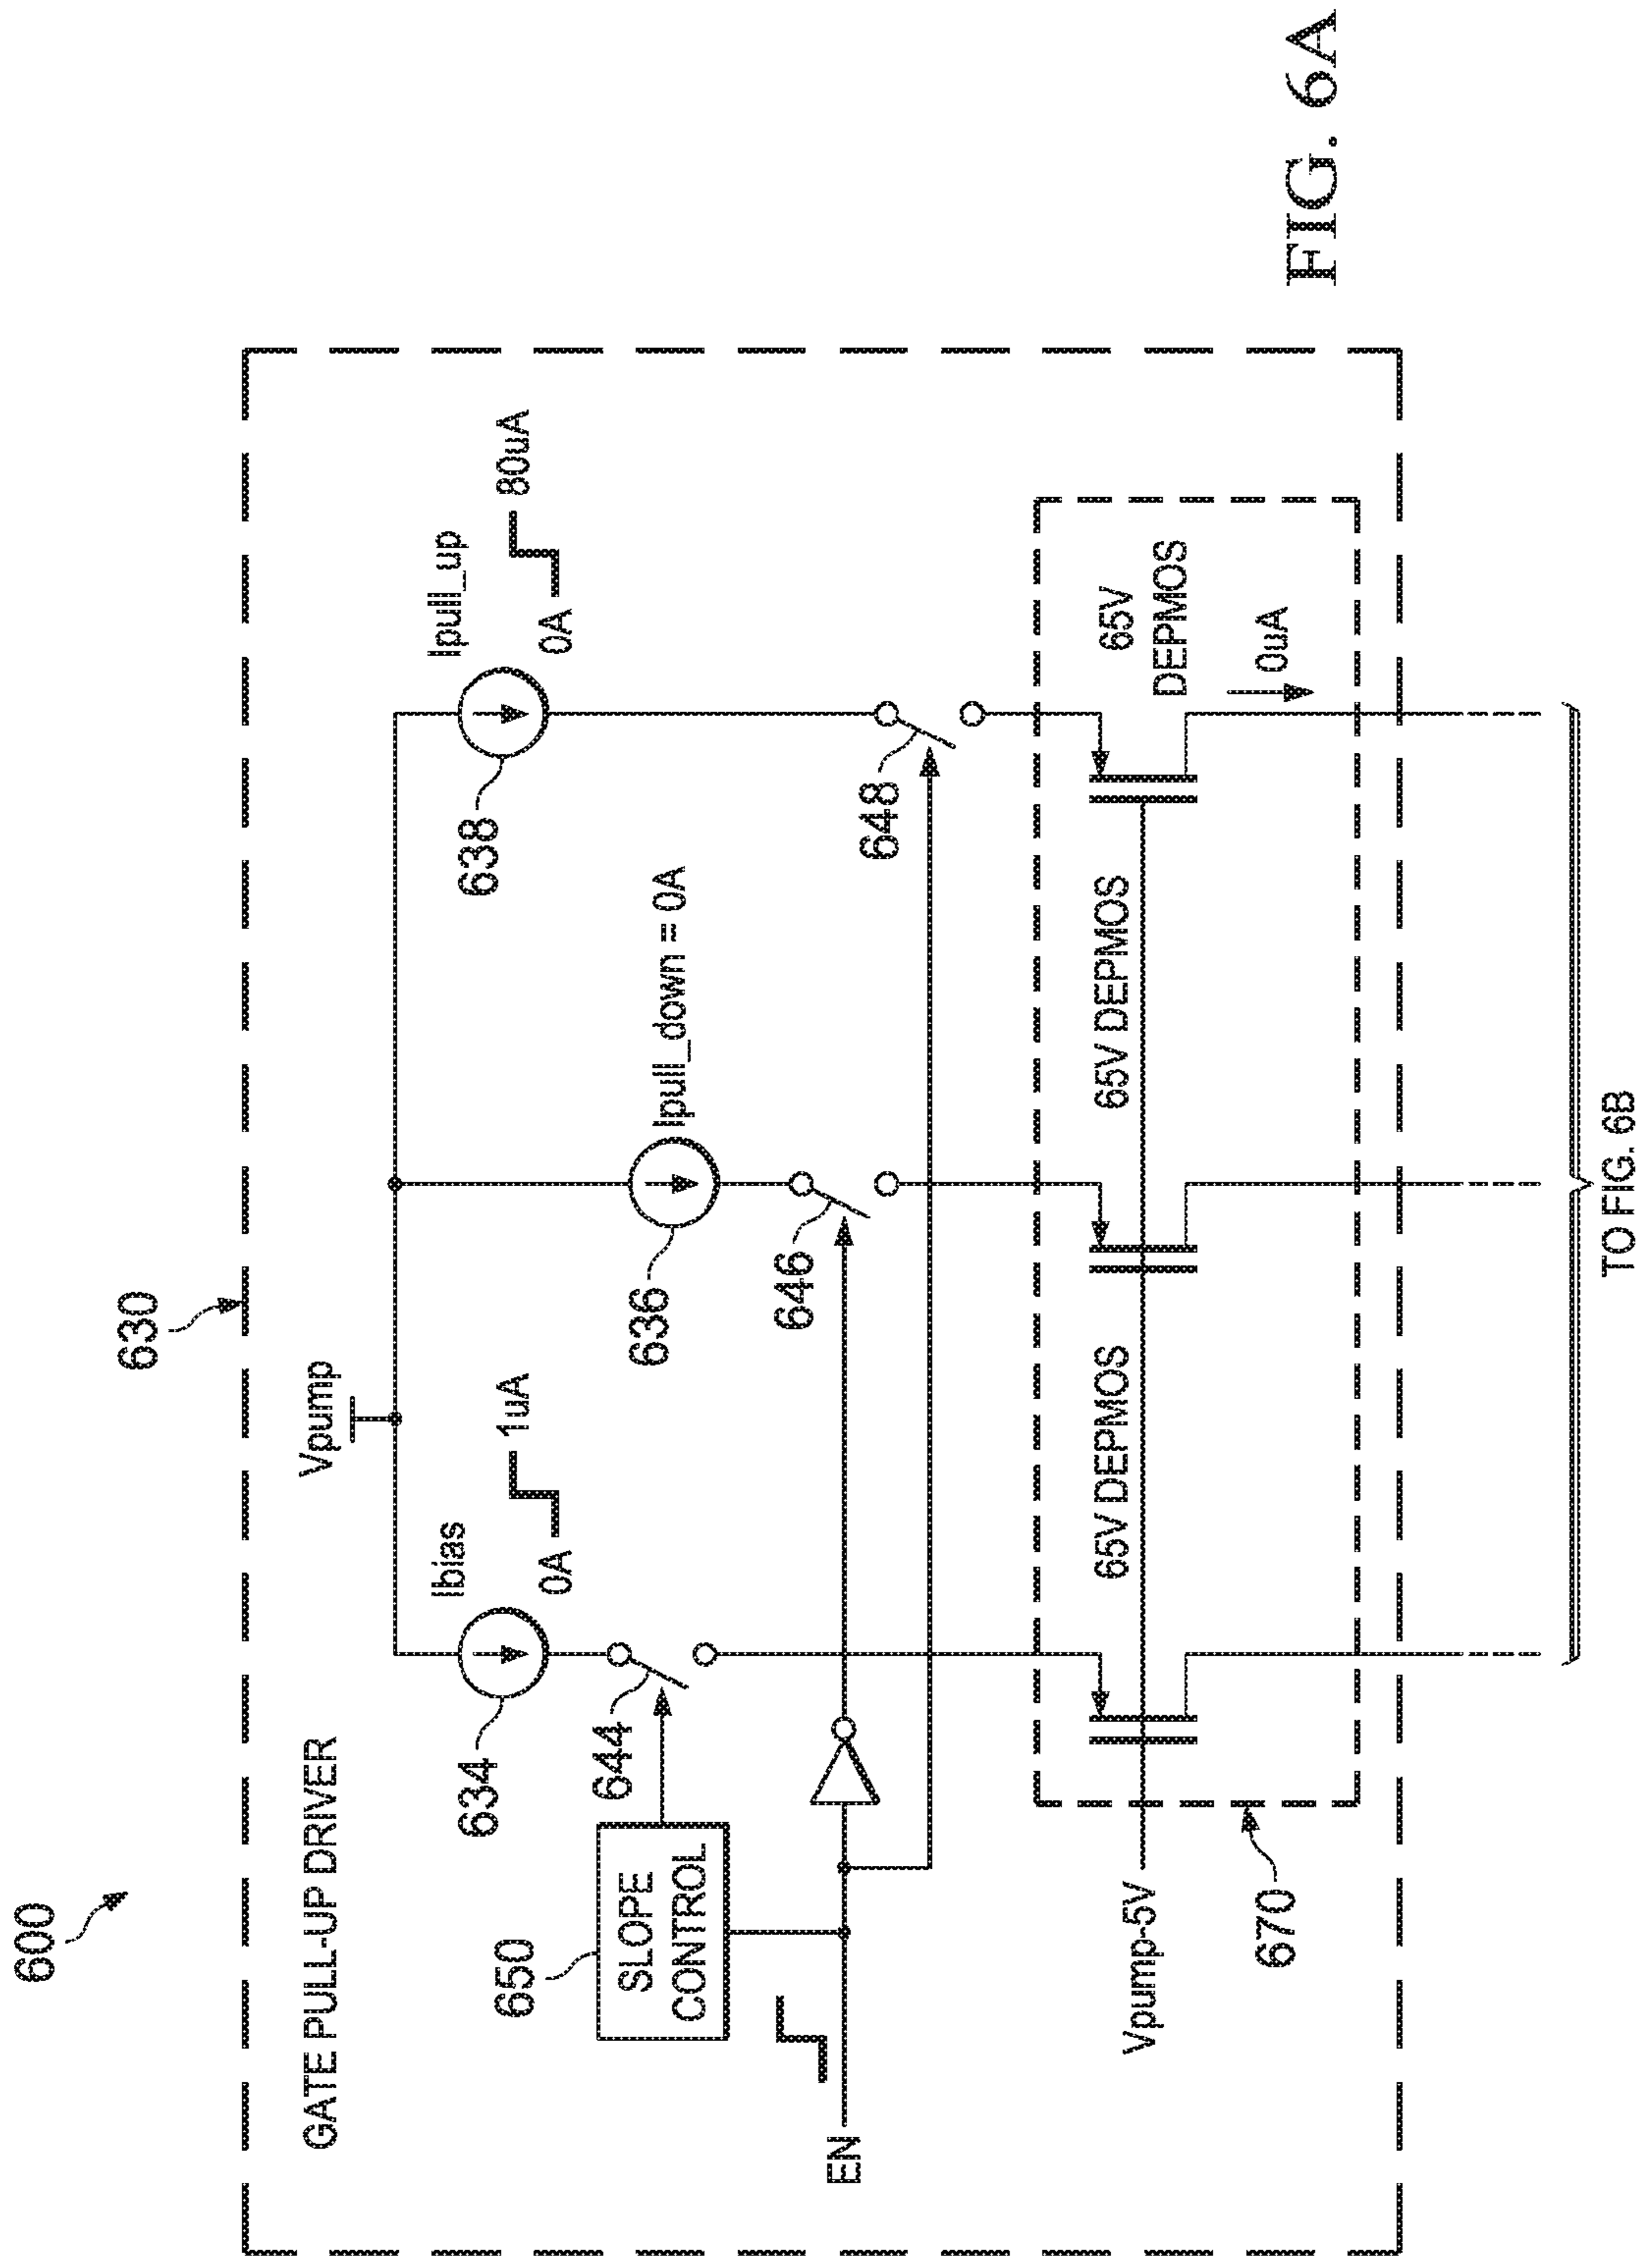 600
630
GATE PULL-UP DRIVER
Vpump
Ibias
1uA
0A
634
Ipull_up
80uA
0A
638
Ipull_down = 0A
636
650
SLOPE
CONTROL
644
646
648
EN
65V DEPMOS
65V DEPMOS
65V
DEPMOS
Vpump-5V
0uA
670
TO FIG. 6B
FIG. 6A